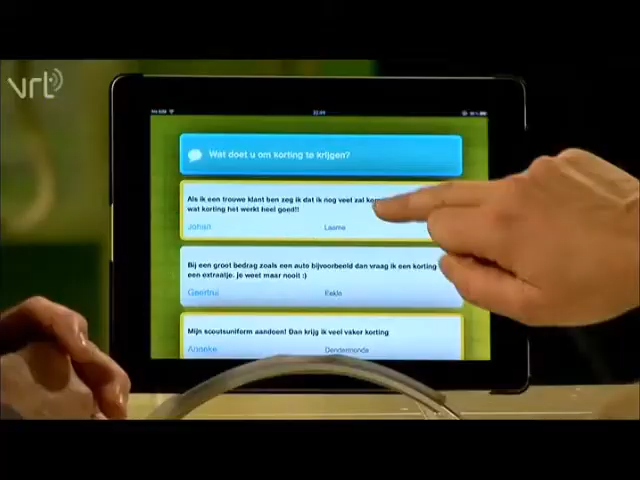 vrt
Wat doet u om korting te krijgen?
Als ik een trouwe klant ben zeg ik dat ik nog veel zal
wat korting het werkt heel goed!!
Johan Laarne
Bij een groot bedrag zoals een auto bijvoorbeeld dan vraag ik een korting
een extraatje. je weet maar nooit :)
Geertrui Eeklo
Mijn scoutsuniform aandoen! Dan krijg ik veel vaker korting
Anneke Dendermonde